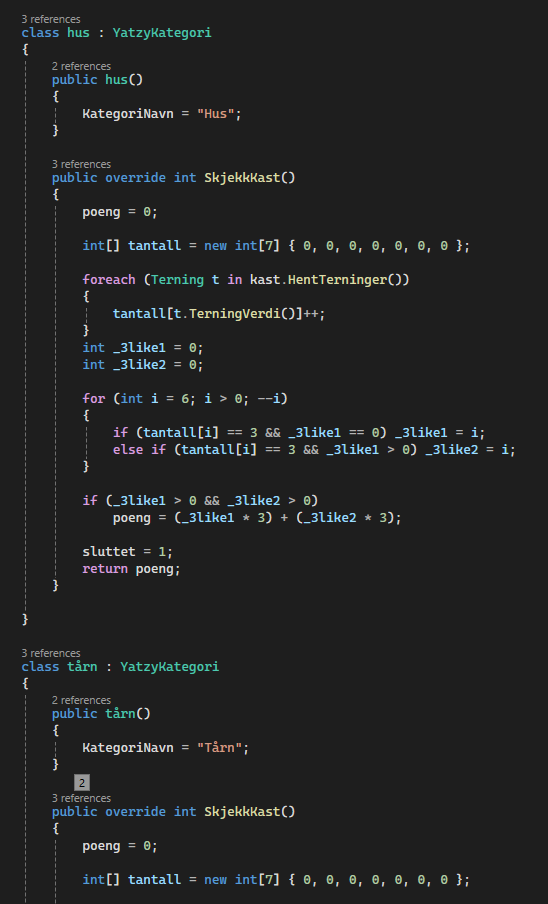 3 references
class hus : YatzyKategori
{
2 references
public hus()
{
KategoriNavn = "Hus";
}
3 references
public override int SkjekkKast()
{
poeng = 0;
int[] tantall = new int[7] { 0, 0, 0, 0, 0, 0, 0 };
foreach (Terning t in kast.HentTerninger())
{
tantall[t.TerningVerdi()]++;
}
int _3like1 = 0;
int _3like2 = 0;
for (int i = 6; i > 0; --i)
{
if (tantall[i] == 3 && _3like1 == 0) _3like1 = i;
else if (tantall[i] == 3 && _3like1 > 0) _3like2 = i;
}
if (_3like1 > 0 && _3like2 > 0)
poeng = (_3like1 * 3) + (_3like2 * 3);
sluttet = 1;
return poeng;
}
}
3 references
class tårn : YatzyKategori
{
2 references
public tårn()
{
KategoriNavn = "Tårn";
}
2
3 references
public override int SkjekkKast()
{
poeng = 0;
int[] tantall = new int[7] { 0, 0, 0, 0, 0, 0, 0 };